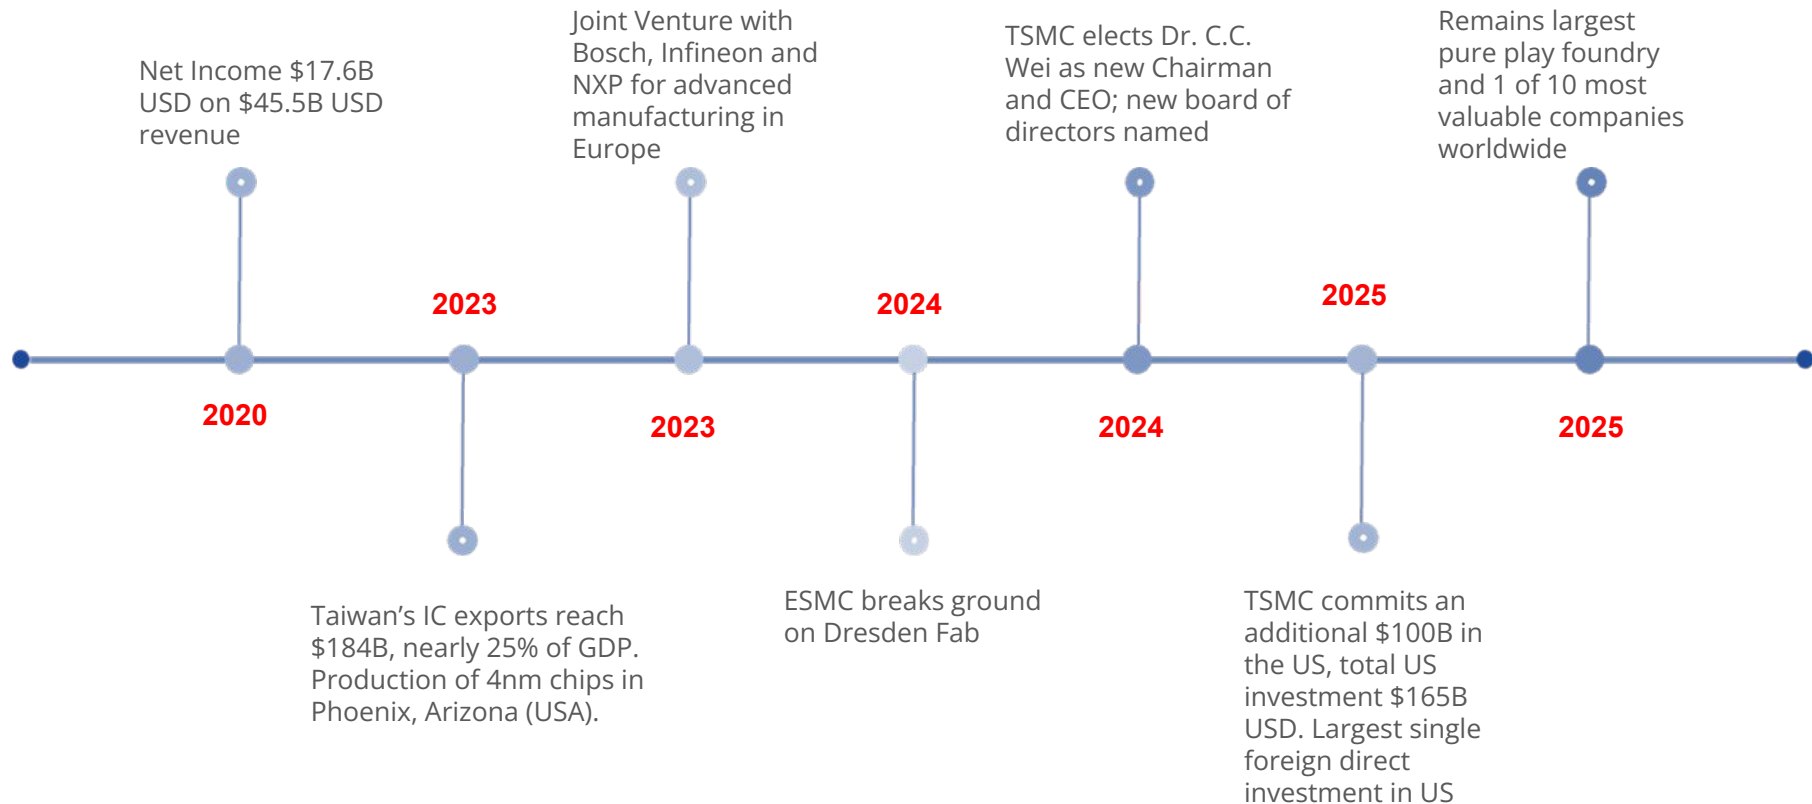 Net Income $17.6B
USD on $45.5B USD
revenue
2020
2023
Taiwan’s IC exports reach
$184B, nearly 25% of GDP.
Production of 4nm chips in
Phoenix, Arizona (USA).
Joint Venture with
Bosch, Infineon and
NXP for advanced
manufacturing in
Europe
2023
2024
ESMC breaks ground
on Dresden Fab
TSMC elects Dr. C.C.
Wei as new Chairman
and CEO; new board of
directors named
2024
2025
TSMC commits an
additional $100B in
the US, total US
investment $165B
USD. Largest single
foreign direct
investment in US
Remains largest
pure play foundry
and 1 of 10 most
valuable companies
worldwide
2025